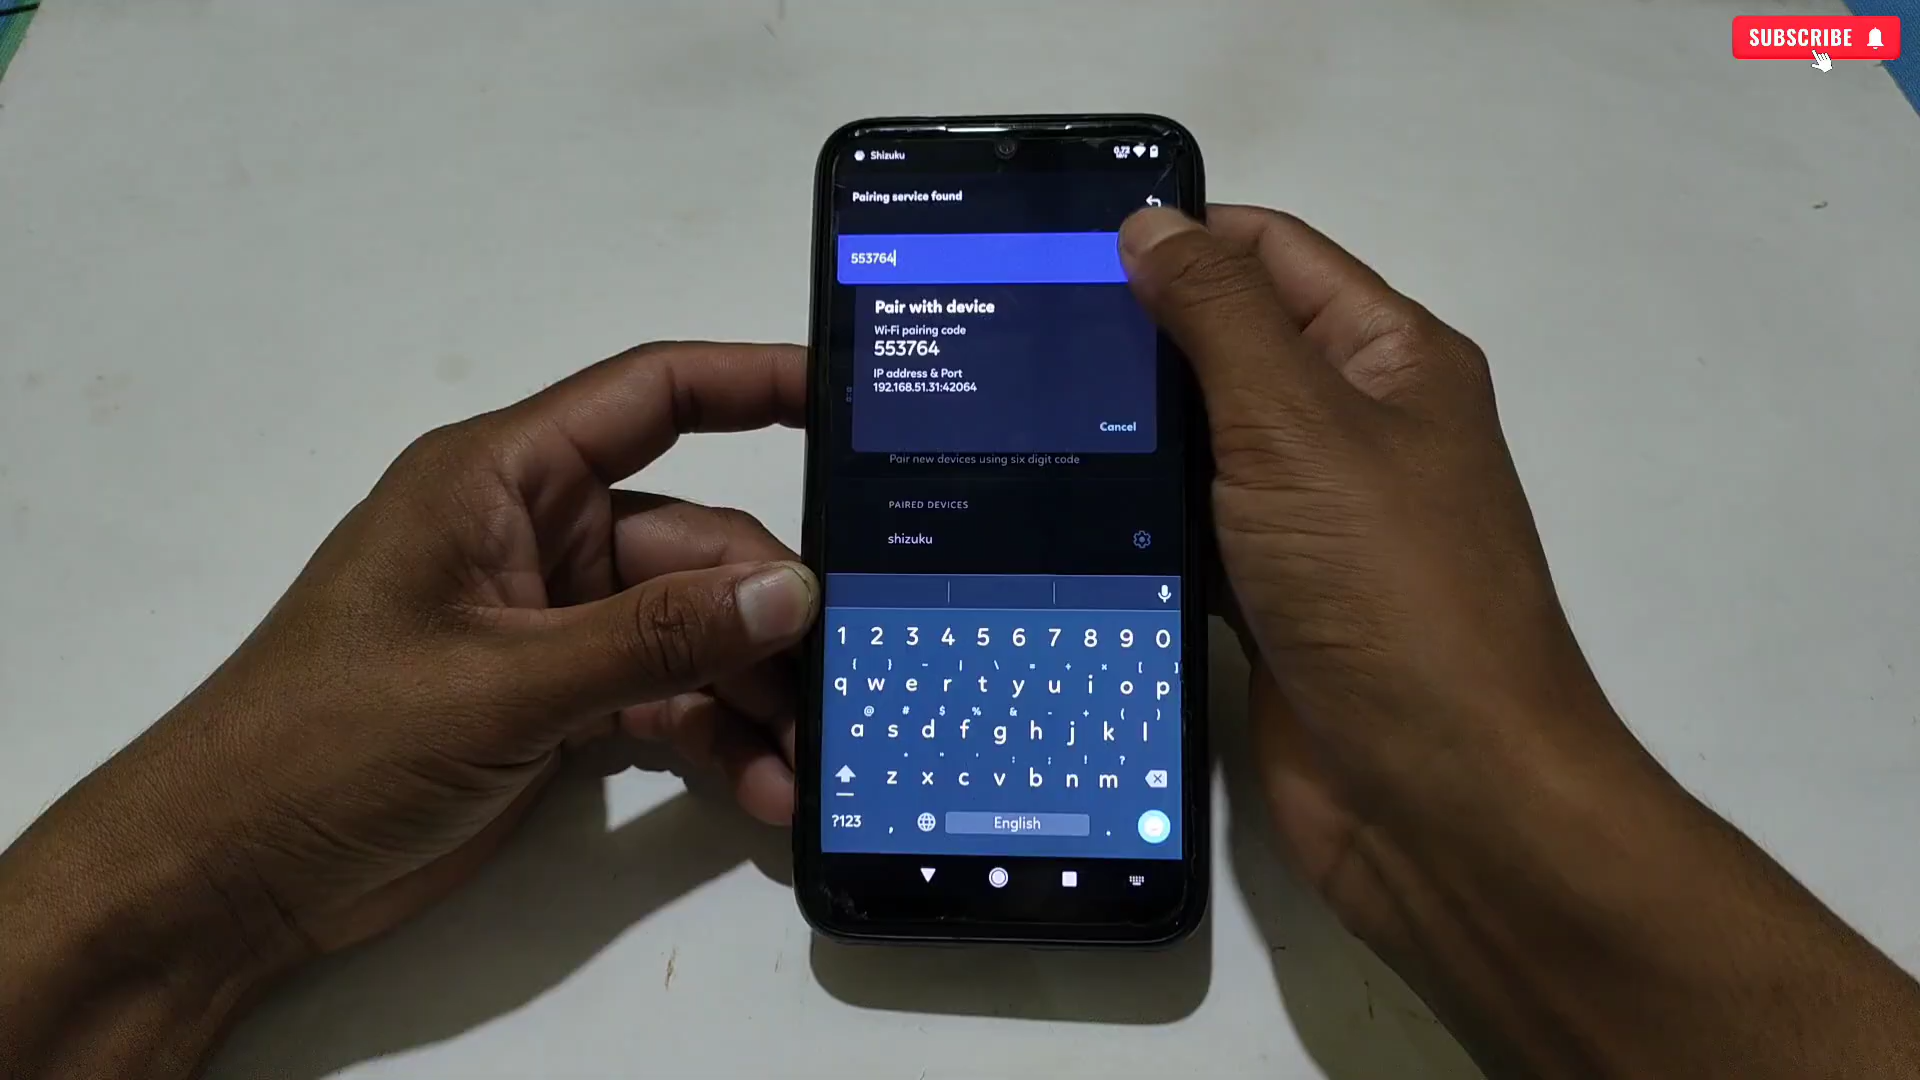 SUBSCRIBE
Shizuku
Pairing service found
553764
Pair with device
Wi-Fi pairing code
553764
IP address & Port
192.168.51.31:42064
Cancel
Pair new devices using six digit code
PAIRED DEVICES
shizuku
1 2 3 4 5 6 7 8 9 0
q w e r t y u i o p
a s d f g h j k l
z x c v b n m
?123 , English .